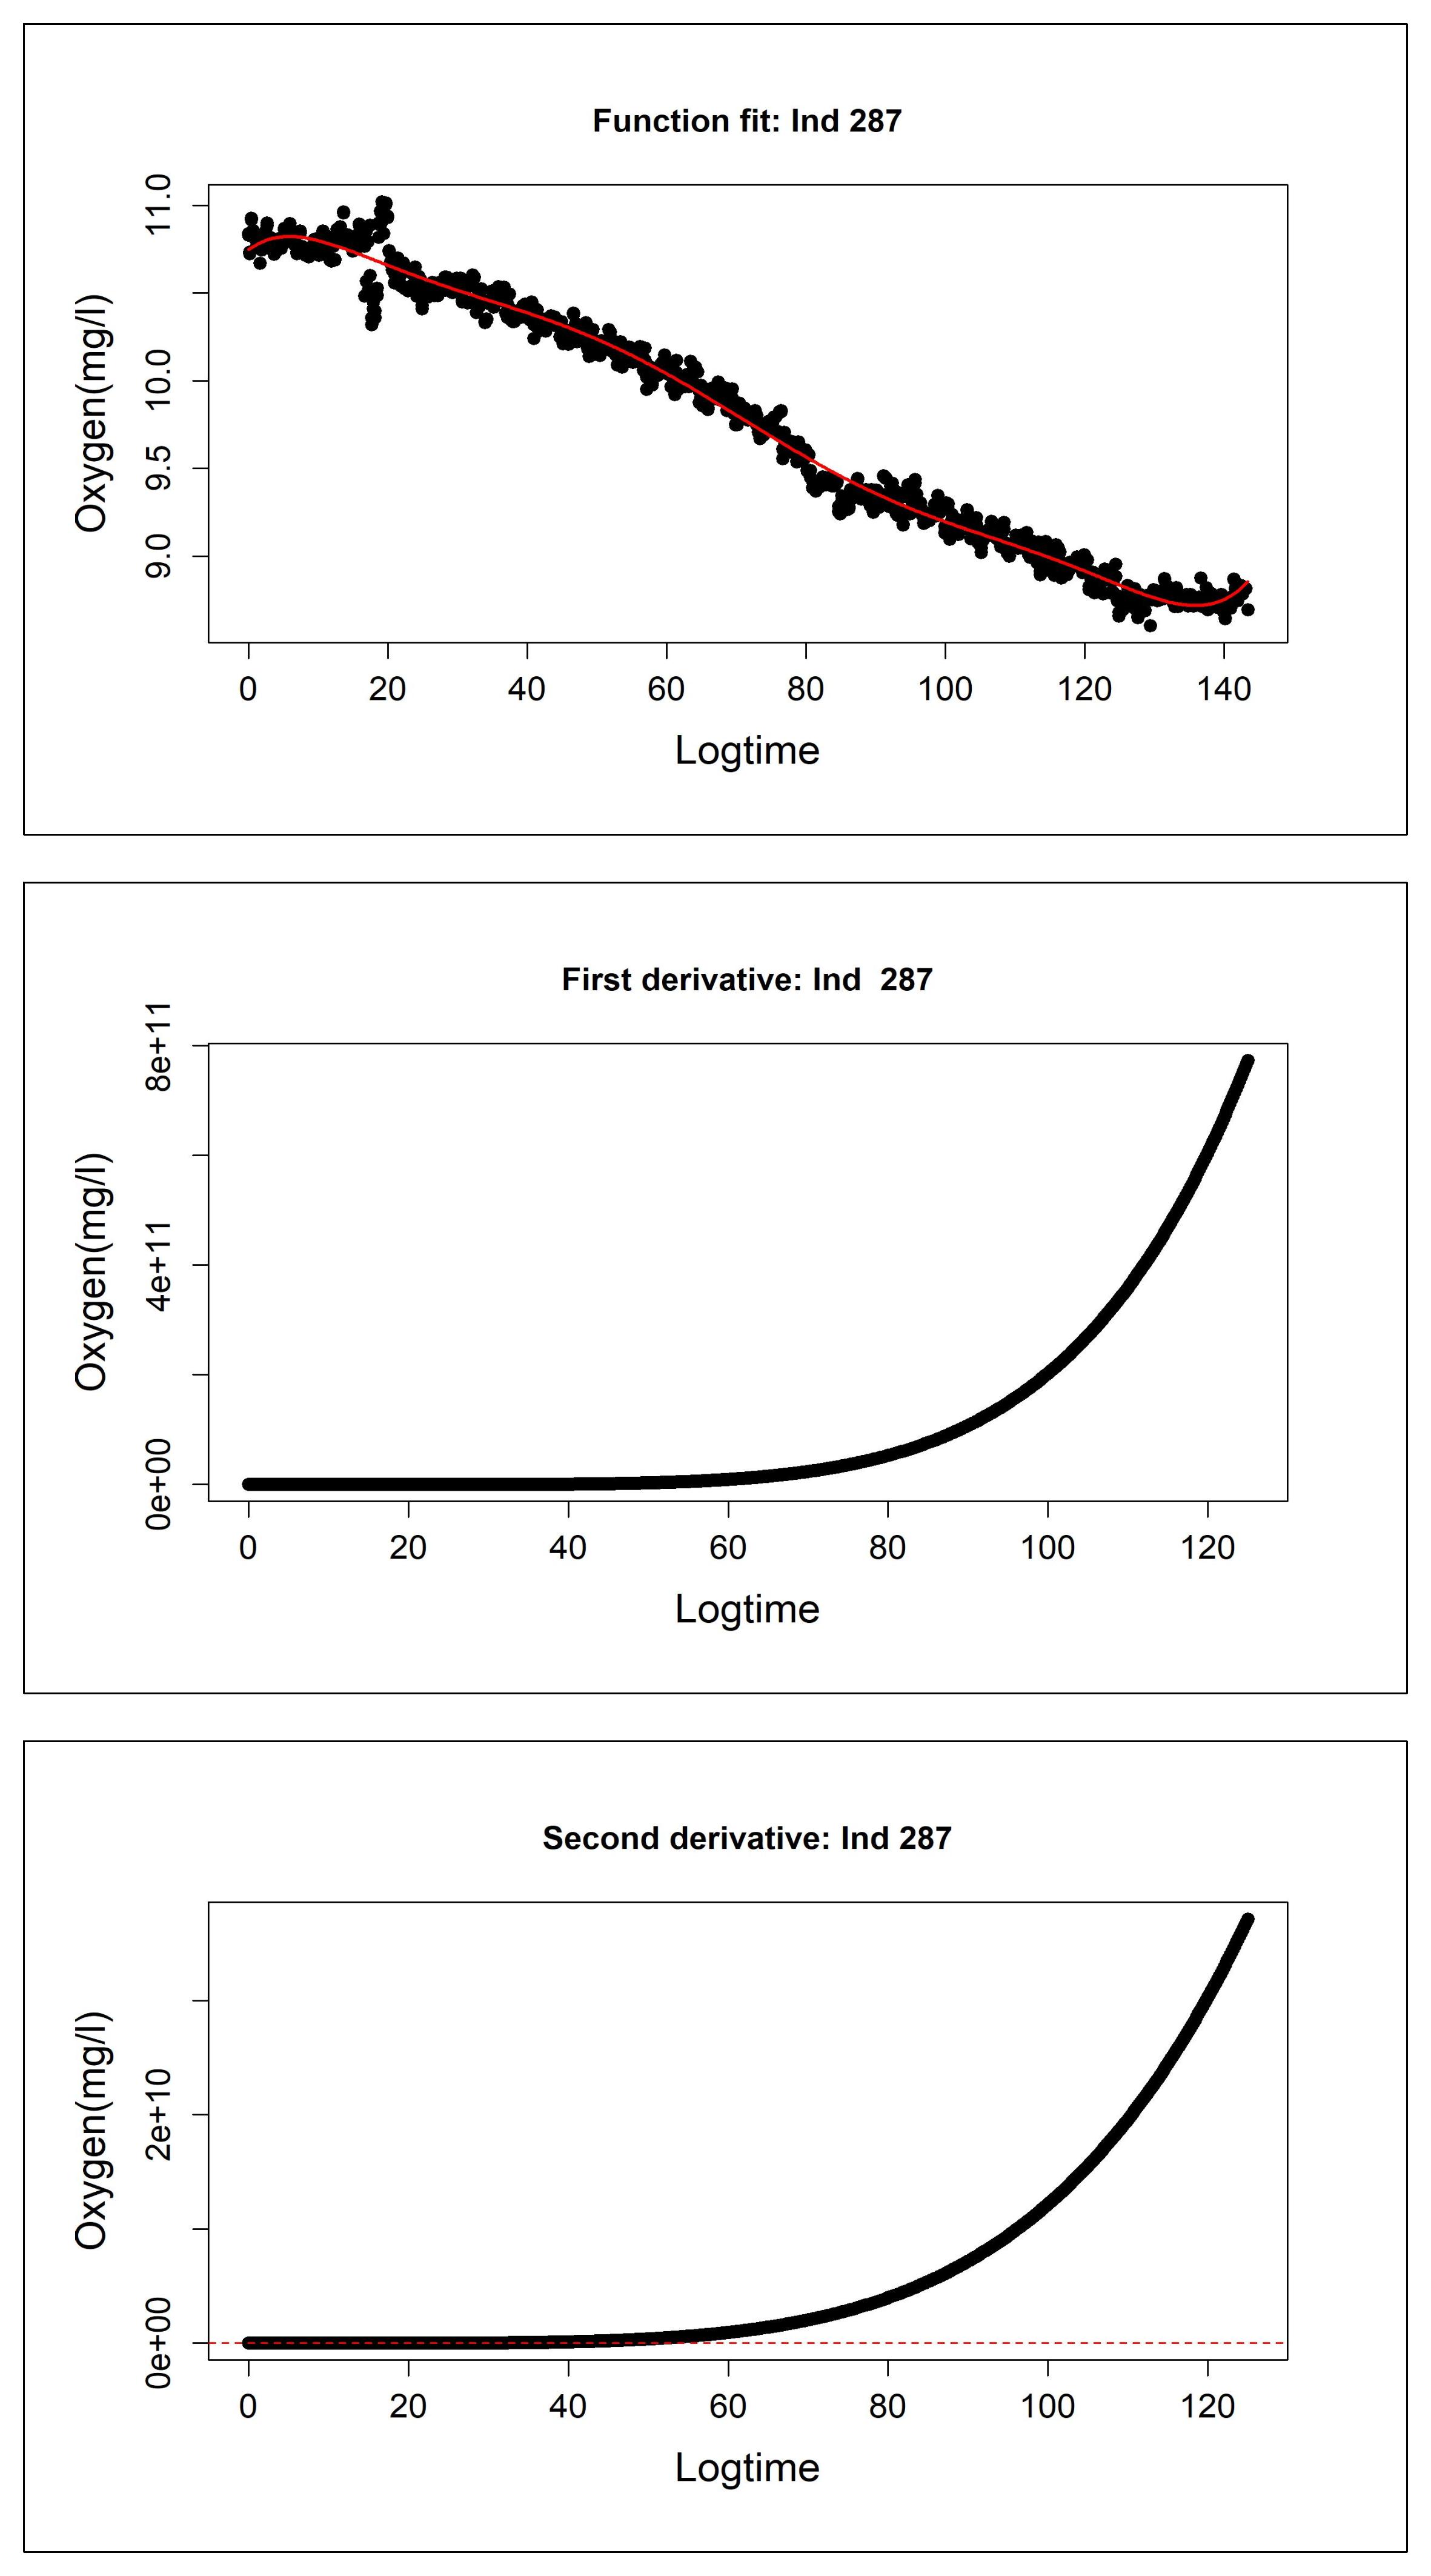 Function fit: Ind 287
11.0
10.0
9.5
9.0
Oxygen(mg/l)
0 20 40 60 80 100 120 140
Logtime
First derivative: Ind  287
8e+11
4e+11
0e+00
Oxygen(mg/l)
0 20 40 60 80 100 120
Logtime
Second derivative: Ind 287
2e+10
0e+00
Oxygen(mg/l)
0 20 40 60 80 100 120
Logtime